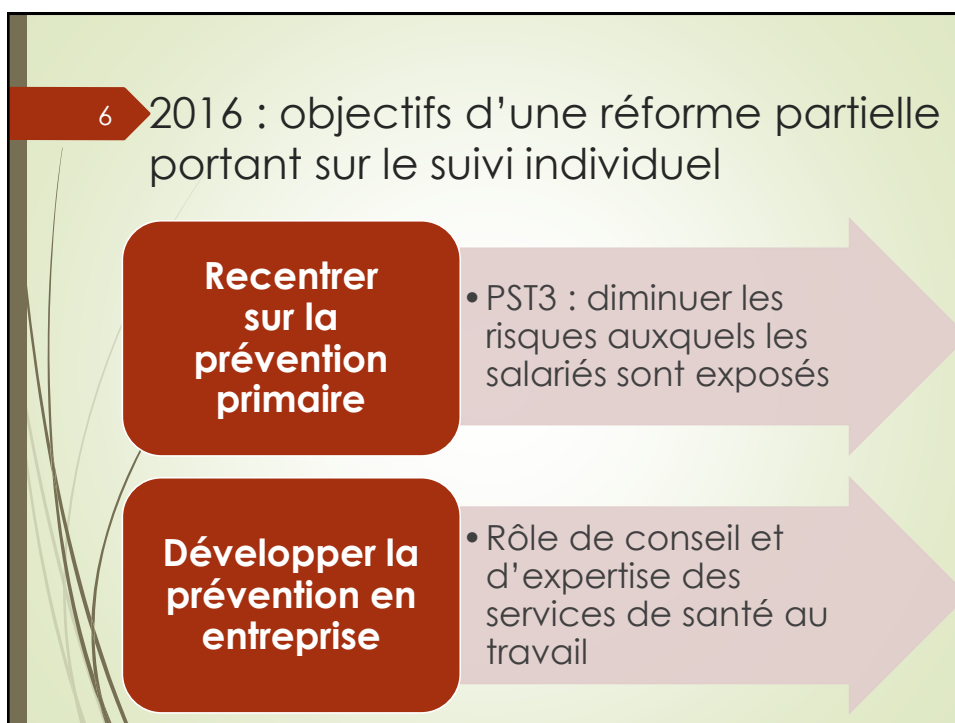 6
2016 : objectifs d’une réforme partielle
portant sur le suivi individuel
Recentrer
sur la
prévention
primaire
• PST3 : diminuer les
risques auxquels les
salariés sont exposés
Développer la
prévention en
entreprise
• Rôle de conseil et
d’expertise des
services de santé au
travail